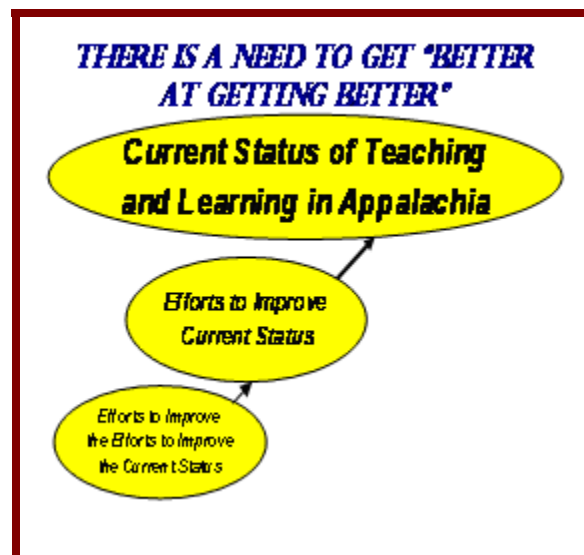 THERE IS A NEED TO GET "BETTER
AT GETTING BETTER"
Current Status of Teaching
and Learning in Appalachia
Efforts to Improve
Current Status
Efforts to Improve
the Efforts to Improve
the Current Status